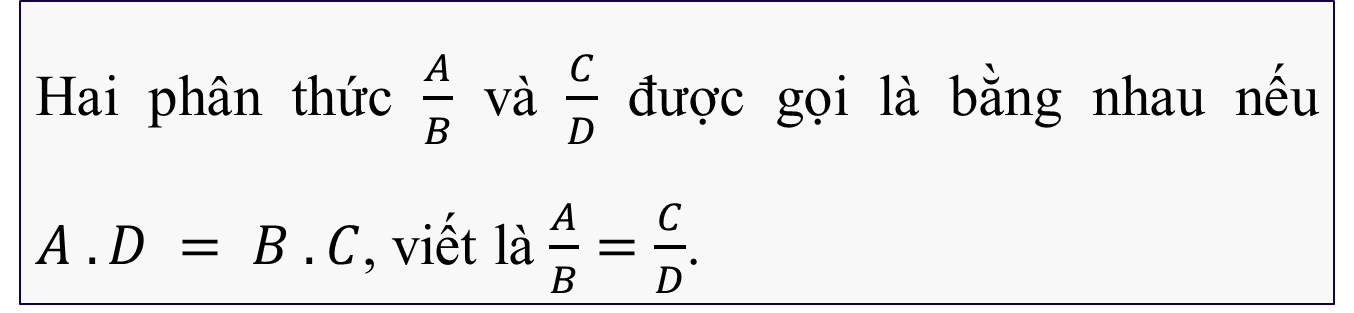 Hai phân thức A/B và C/D được gọi là bằng nhau nếu
A . D = B . C, viết là A/B = C/D.